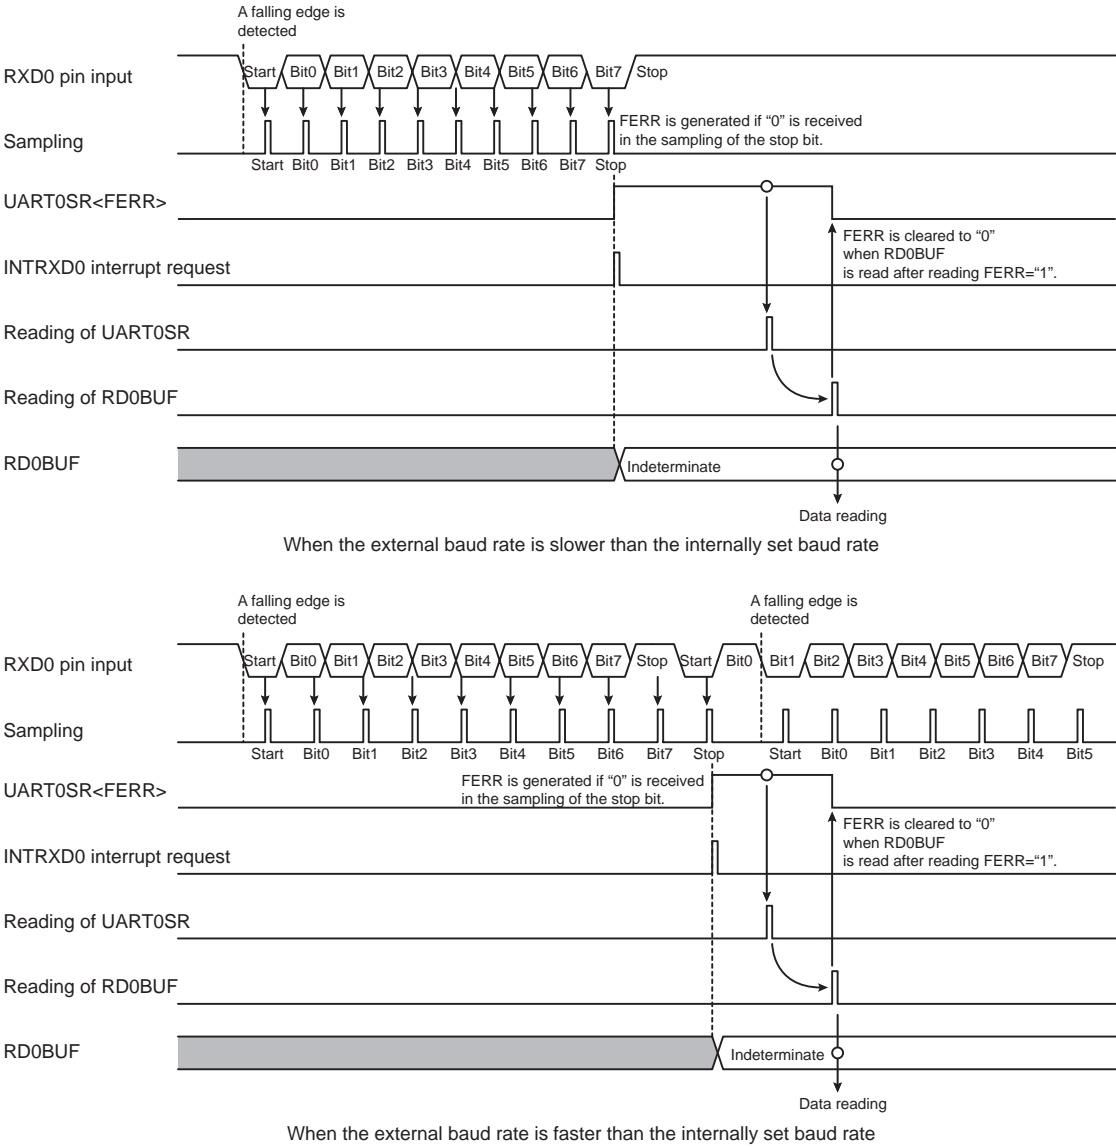 A falling edge is
detected
RXD0 pin input
Start Bit0 Bit1 Bit2 Bit3 Bit4 Bit5 Bit6 Bit7 Stop
FERR is generated if “0” is received
in the sampling of the stop bit.
Sampling
Start Bit0 Bit1 Bit2 Bit3 Bit4 Bit5 Bit6 Bit7 Stop
UART0SR<FERR>
FERR is cleared to “0”
when RD0BUF
is read after reading FERR=“1”.
INTRXD0 interrupt request
Reading of UART0SR
Reading of RD0BUF
RD0BUF
Indeterminate
Data reading
When the external baud rate is slower than the internally set baud rate
A falling edge is
detected
A falling edge is
detected
RXD0 pin input
Start Bit0 Bit1 Bit2 Bit3 Bit4 Bit5 Bit6 Bit7 Stop Start Bit0 Bit1 Bit2 Bit3 Bit4 Bit5 Bit6 Bit7 Stop
Sampling
Start Bit0 Bit1 Bit2 Bit3 Bit4 Bit5 Bit6 Bit7 Stop Start Bit0 Bit1 Bit2 Bit3 Bit4 Bit5
FERR is generated if “0” is received
in the sampling of the stop bit.
UART0SR<FERR>
FERR is cleared to “0”
when RD0BUF
is read after reading FERR=“1”.
INTRXD0 interrupt request
Reading of UART0SR
Reading of RD0BUF
RD0BUF
Indeterminate
Data reading
When the external baud rate is faster than the internally set baud rate